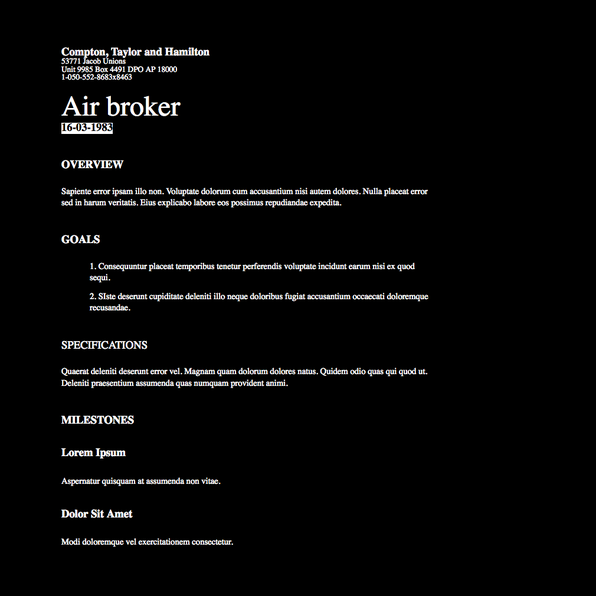 Compton, Taylor and Hamilton
53771 Jacob Unions
Unit 9985 Box 4491 DPO AP 18000
1-050-552-8683x8463
Air broker
16-03-1983
OVERVIEW
Sapiente error ipsam illo non. Voluptate dolorum cum accusantium nisi autem dolores. Nulla placeat error
sed in harum veritatis. Eius explicabo labore eos possimus repudiandae expedita.
GOALS
1. Consequuntur placeat temporibus tenetur perferendis voluptate incidunt earum nisi ex quod
sequi.
2. SIste deserunt cupiditate deleniti illo neque doloribus fugiat accusantium occaecati doloremque
recusandae.
SPECIFICATIONS
Quaerat deleniti deserunt error vel. Magnam quam dolorum dolores natus. Quidem odio quas qui quod ut.
Deleniti praesentium assumenda quas numquam provident animi.
MILESTONES
Lorem Ipsum
Aspernatur quisquam at assumenda non vitae.
Dolor Sit Amet
Modi doloremque vel exercitationem consectetur.